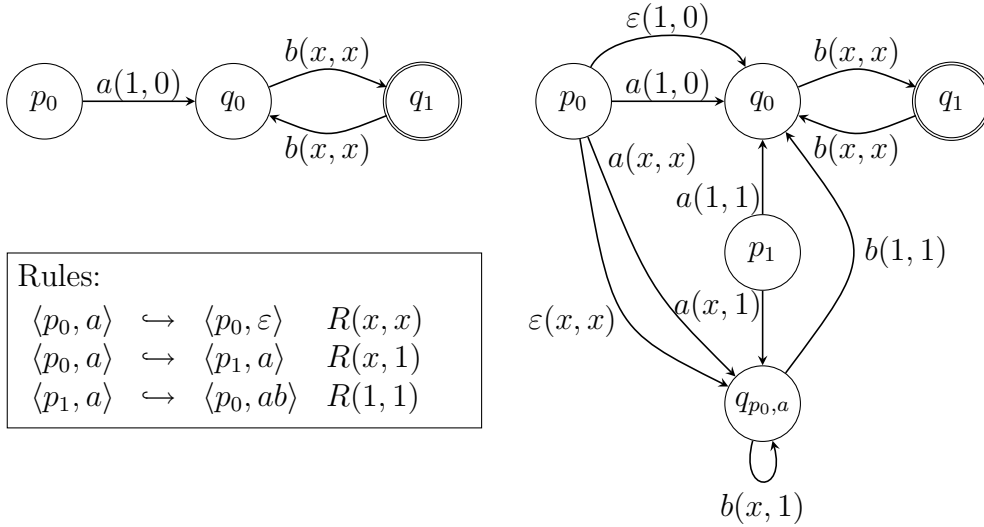 ε(1, 0)
b(x, x)
b(x, x)
p₀
a(1, 0)
q₀
q₁
p₀
a(1, 0)
q₀
q₁
b(x, x)
b(x, x)
a(x, x)
a(1, 1)
p₁
b(1, 1)
Rules:
⟨p₀, a⟩ ↪ ⟨p₀, ε⟩ R(x, x)
⟨p₀, a⟩ ↪ ⟨p₁, a⟩ R(x, 1)
⟨p₁, a⟩ ↪ ⟨p₀, ab⟩ R(1, 1)
ε(x, x)
a(x, 1)
qₚ₀,ₐ
b(x, 1)